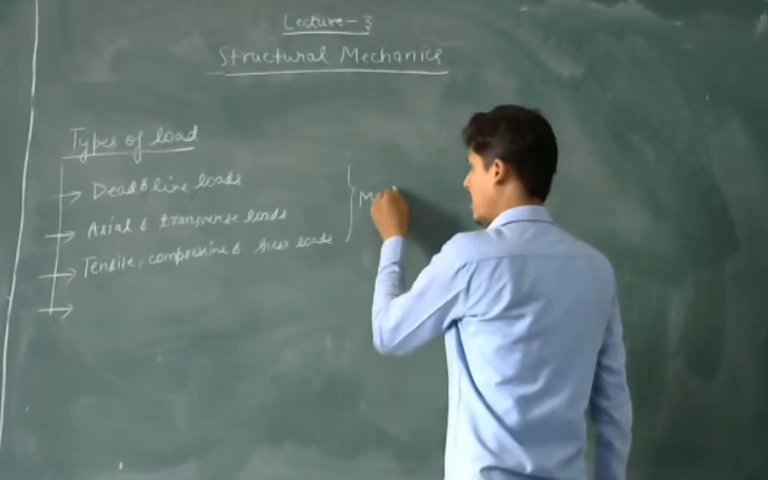 Lecture-3
Structural Mechanics
Types of load
Dead & live loads
Axial & transverse loads
Tensile, compressive & shear loads
M